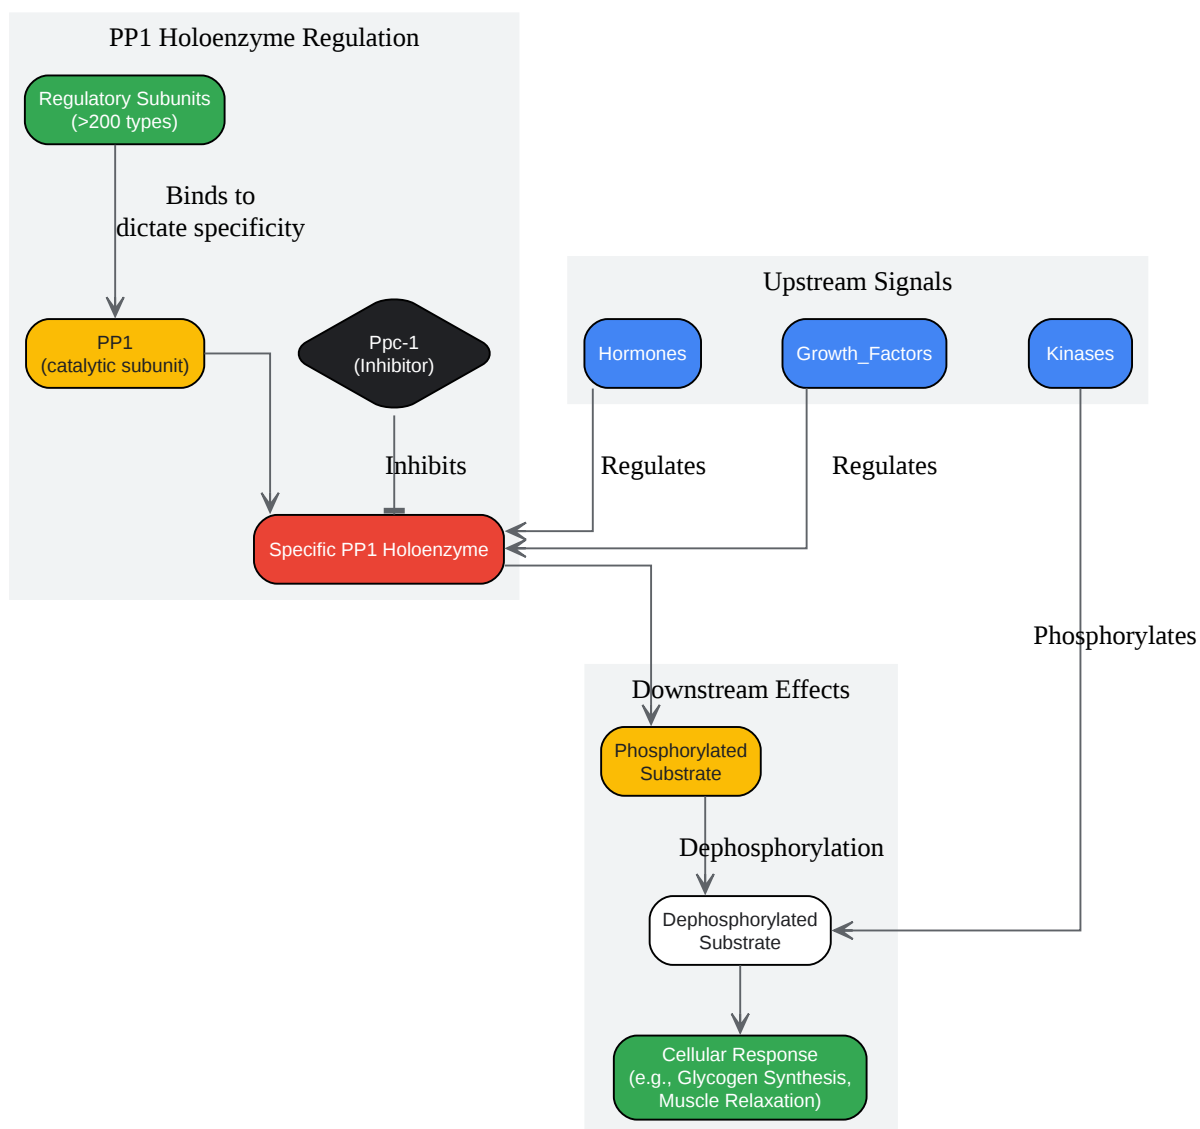 PP1 Holoenzyme Regulation
Regulatory Subunits
(>200 types)
Binds to
dictate specificity
PP1
(catalytic subunit)
Ppc-1
(Inhibitor)
Inhibits
Specific PP1 Holoenzyme
Upstream Signals
Hormones
Growth_Factors
Kinases
Regulates
Regulates
Phosphorylates
Downstream Effects
Phosphorylated
Substrate
Dephosphorylation
Dephosphorylated
Substrate
Cellular Response
(e.g., Glycogen Synthesis,
Muscle Relaxation)